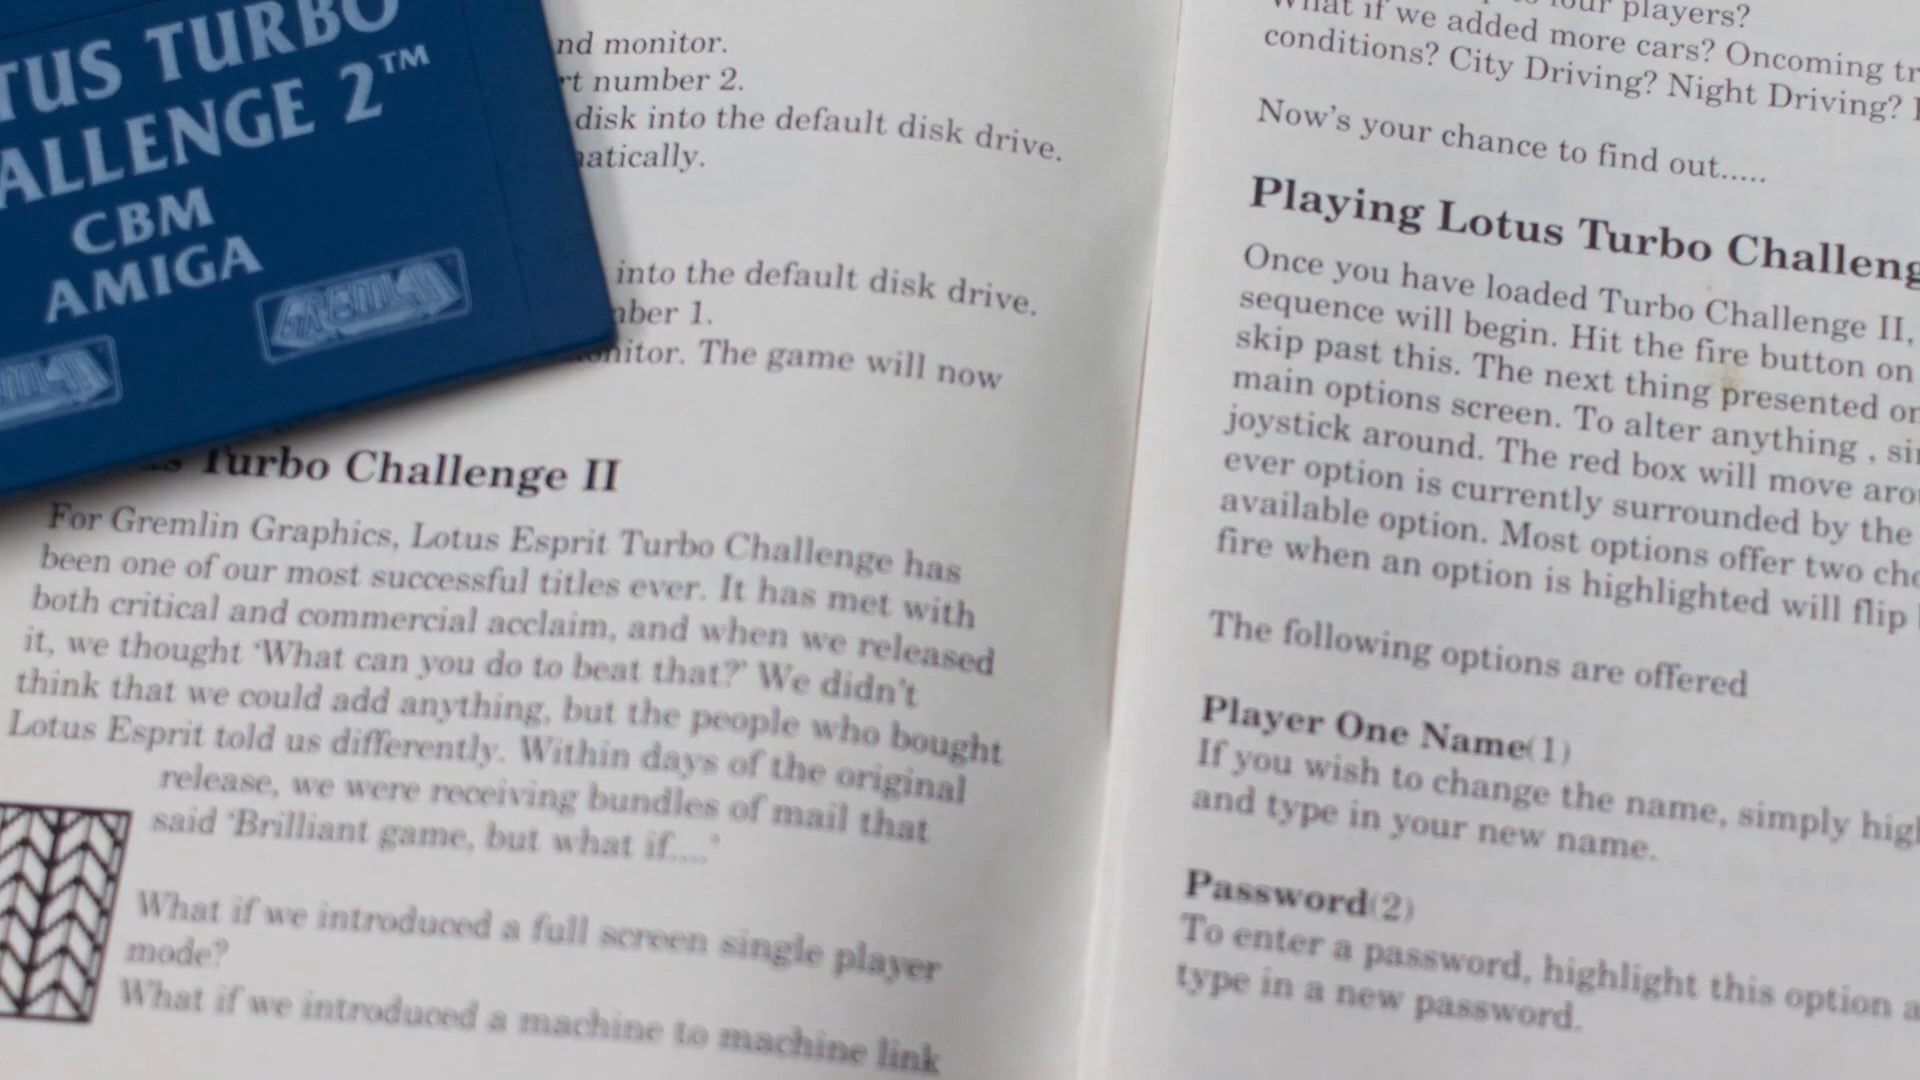 TUS TURBO
ALLENGE 2™
CBM
AMIGA
GREMLIN
nd monitor.
rt number 2.
disk into the default disk drive.
atically.
into the default disk drive.
ber 1.
onitor. The game will now
Turbo Challenge II
For Gremlin Graphics, Lotus Esprit Turbo Challenge has
been one of our most successful titles ever. It has met with
both critical and commercial acclaim, and when we released
it, we thought 'What can you do to beat that?' We didn't
think that we could add anything, but the people who bought
Lotus Esprit told us differently. Within days of the original
release, we were receiving bundles of mail that
said 'Brilliant game, but what if....'
What if we introduced a full screen single player
mode?
What if we introduced a machine to machine link
to four players?
What if we added more cars? Oncoming tr
conditions? City Driving? Night Driving?
Now's your chance to find out.....
Playing Lotus Turbo Challeng
Once you have loaded Turbo Challenge II,
sequence will begin. Hit the fire button on
skip past this. The next thing presented on
main options screen. To alter anything , sin
joystick around. The red box will move arou
ever option is currently surrounded by the
available option. Most options offer two cho
fire when an option is highlighted will flip
The following options are offered
Player One Name(1)
If you wish to change the name, simply high
and type in your new name.
Password(2)
To enter a password, highlight this option a
type in a new password.